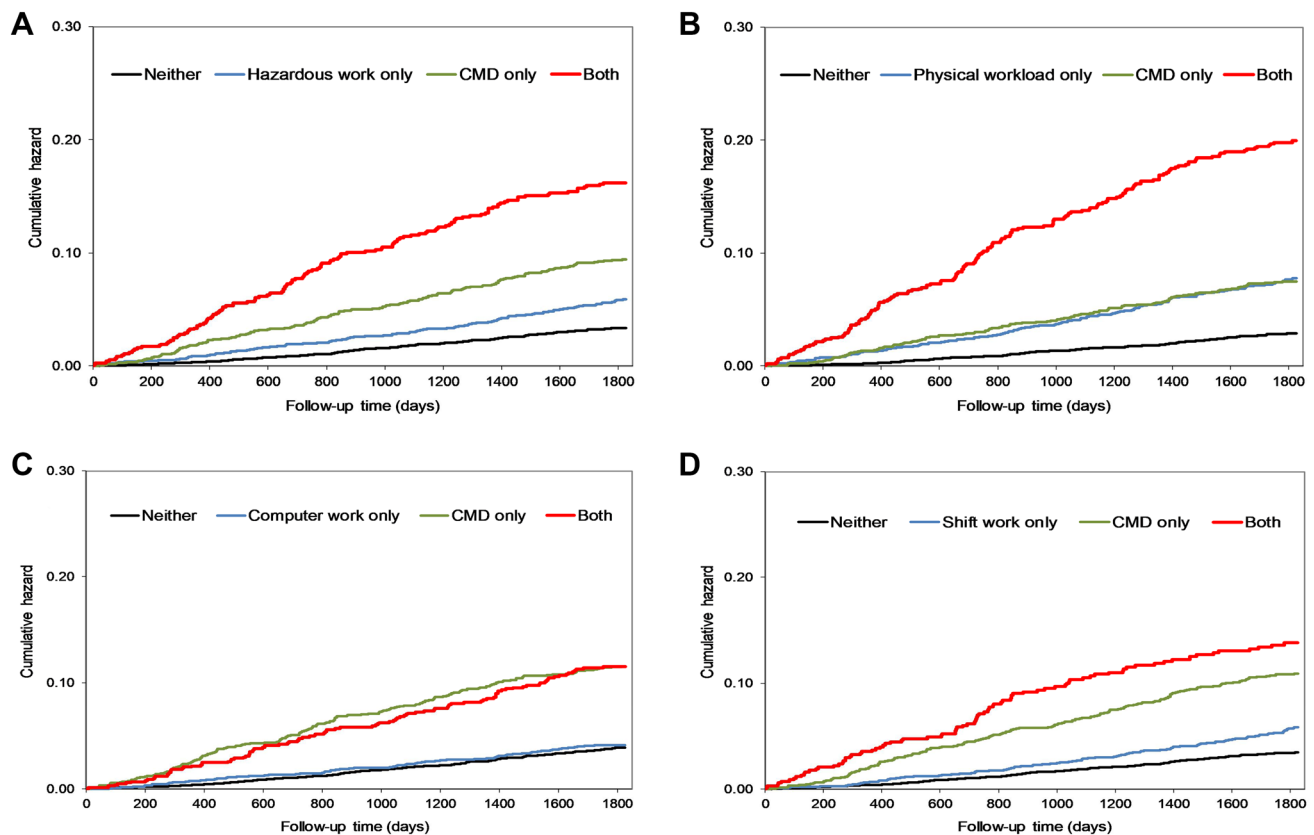 A
0.30
Neither Hazardous work only CMD only Both
0.20
Cumulative hazard
0.10
0.00
0 200 400 600 800 1000 1200 1400 1600 1800
Follow-up time (days)
B
0.30
Neither Physical workload only CMD only Both
0.20
Cumulative hazard
0.10
0.00
0 200 400 600 800 1000 1200 1400 1600 1800
Follow-up time (days)
C
0.30
Neither Computer work only CMD only Both
0.20
Cumulative hazard
0.10
0.00
0 200 400 600 800 1000 1200 1400 1600 1800
Follow-up time (days)
D
0.30
Neither Shift work only CMD only Both
0.20
Cumulative hazard
0.10
0.00
0 200 400 600 800 1000 1200 1400 1600 1800
Follow-up time (days)